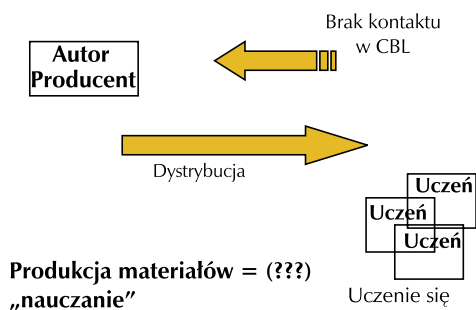 Brak kontaktu
w CBL
Autor
Producent
Dystrybucja
Uczeń
Uczeń
Uczeń
Produkcja materiałów = (???)
„nauczanie”
Uczenie się